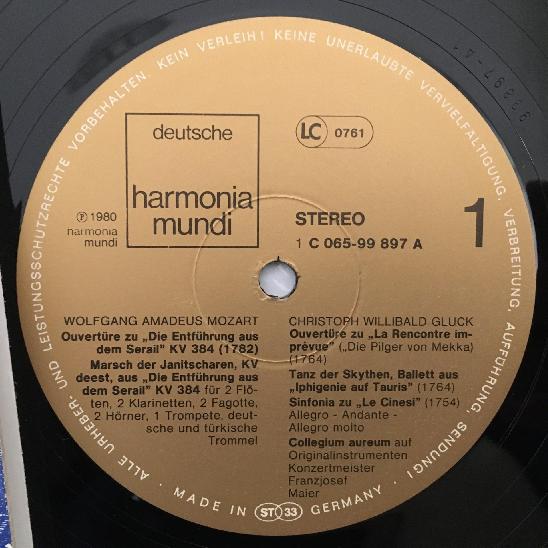 ALLE URHEBER- UND LEISTUNGSSCHUTZRECHTE VORBEHALTEN. KEIN VERLEIH! KEINE UNERLAUBTE VERVIELFÄLTIGUNG, VERBREITUNG, AUFFÜHRUNG, SENDUNG!
deutsche
harmonia
mundi
LC 0761
℗ 1980
harmonia
mundi
STEREO
1 C 065-99 897 A
1
WOLFGANG AMADEUS MOZART
Ouvertüre zu „Die Entführung aus
dem Serail" KV 384 (1782)
Marsch der Janitscharen, KV
deest, aus „Die Entführung aus
dem Serail" KV 384 für 2 Flö-
ten, 2 Klarinetten, 2 Fagotte,
2 Hörner, 1 Trompete, deut-
sche und türkische
Trommel
CHRISTOPH WILLIBALD GLUCK
Ouvertüre zu „La Rencontre im-
prévue" („Die Pilger von Mekka)
(1764)
Tanz der Skythen, Ballett aus
„Iphigenie auf Tauris" (1764)
Sinfonia zu „Le Cinesi" (1754)
Allegro - Andante -
Allegro molto
Collegium aureum auf
Originalinstrumenten
Konzertmeister
Franzjosef
Maier
· MADE IN ST 33 GERMANY ·